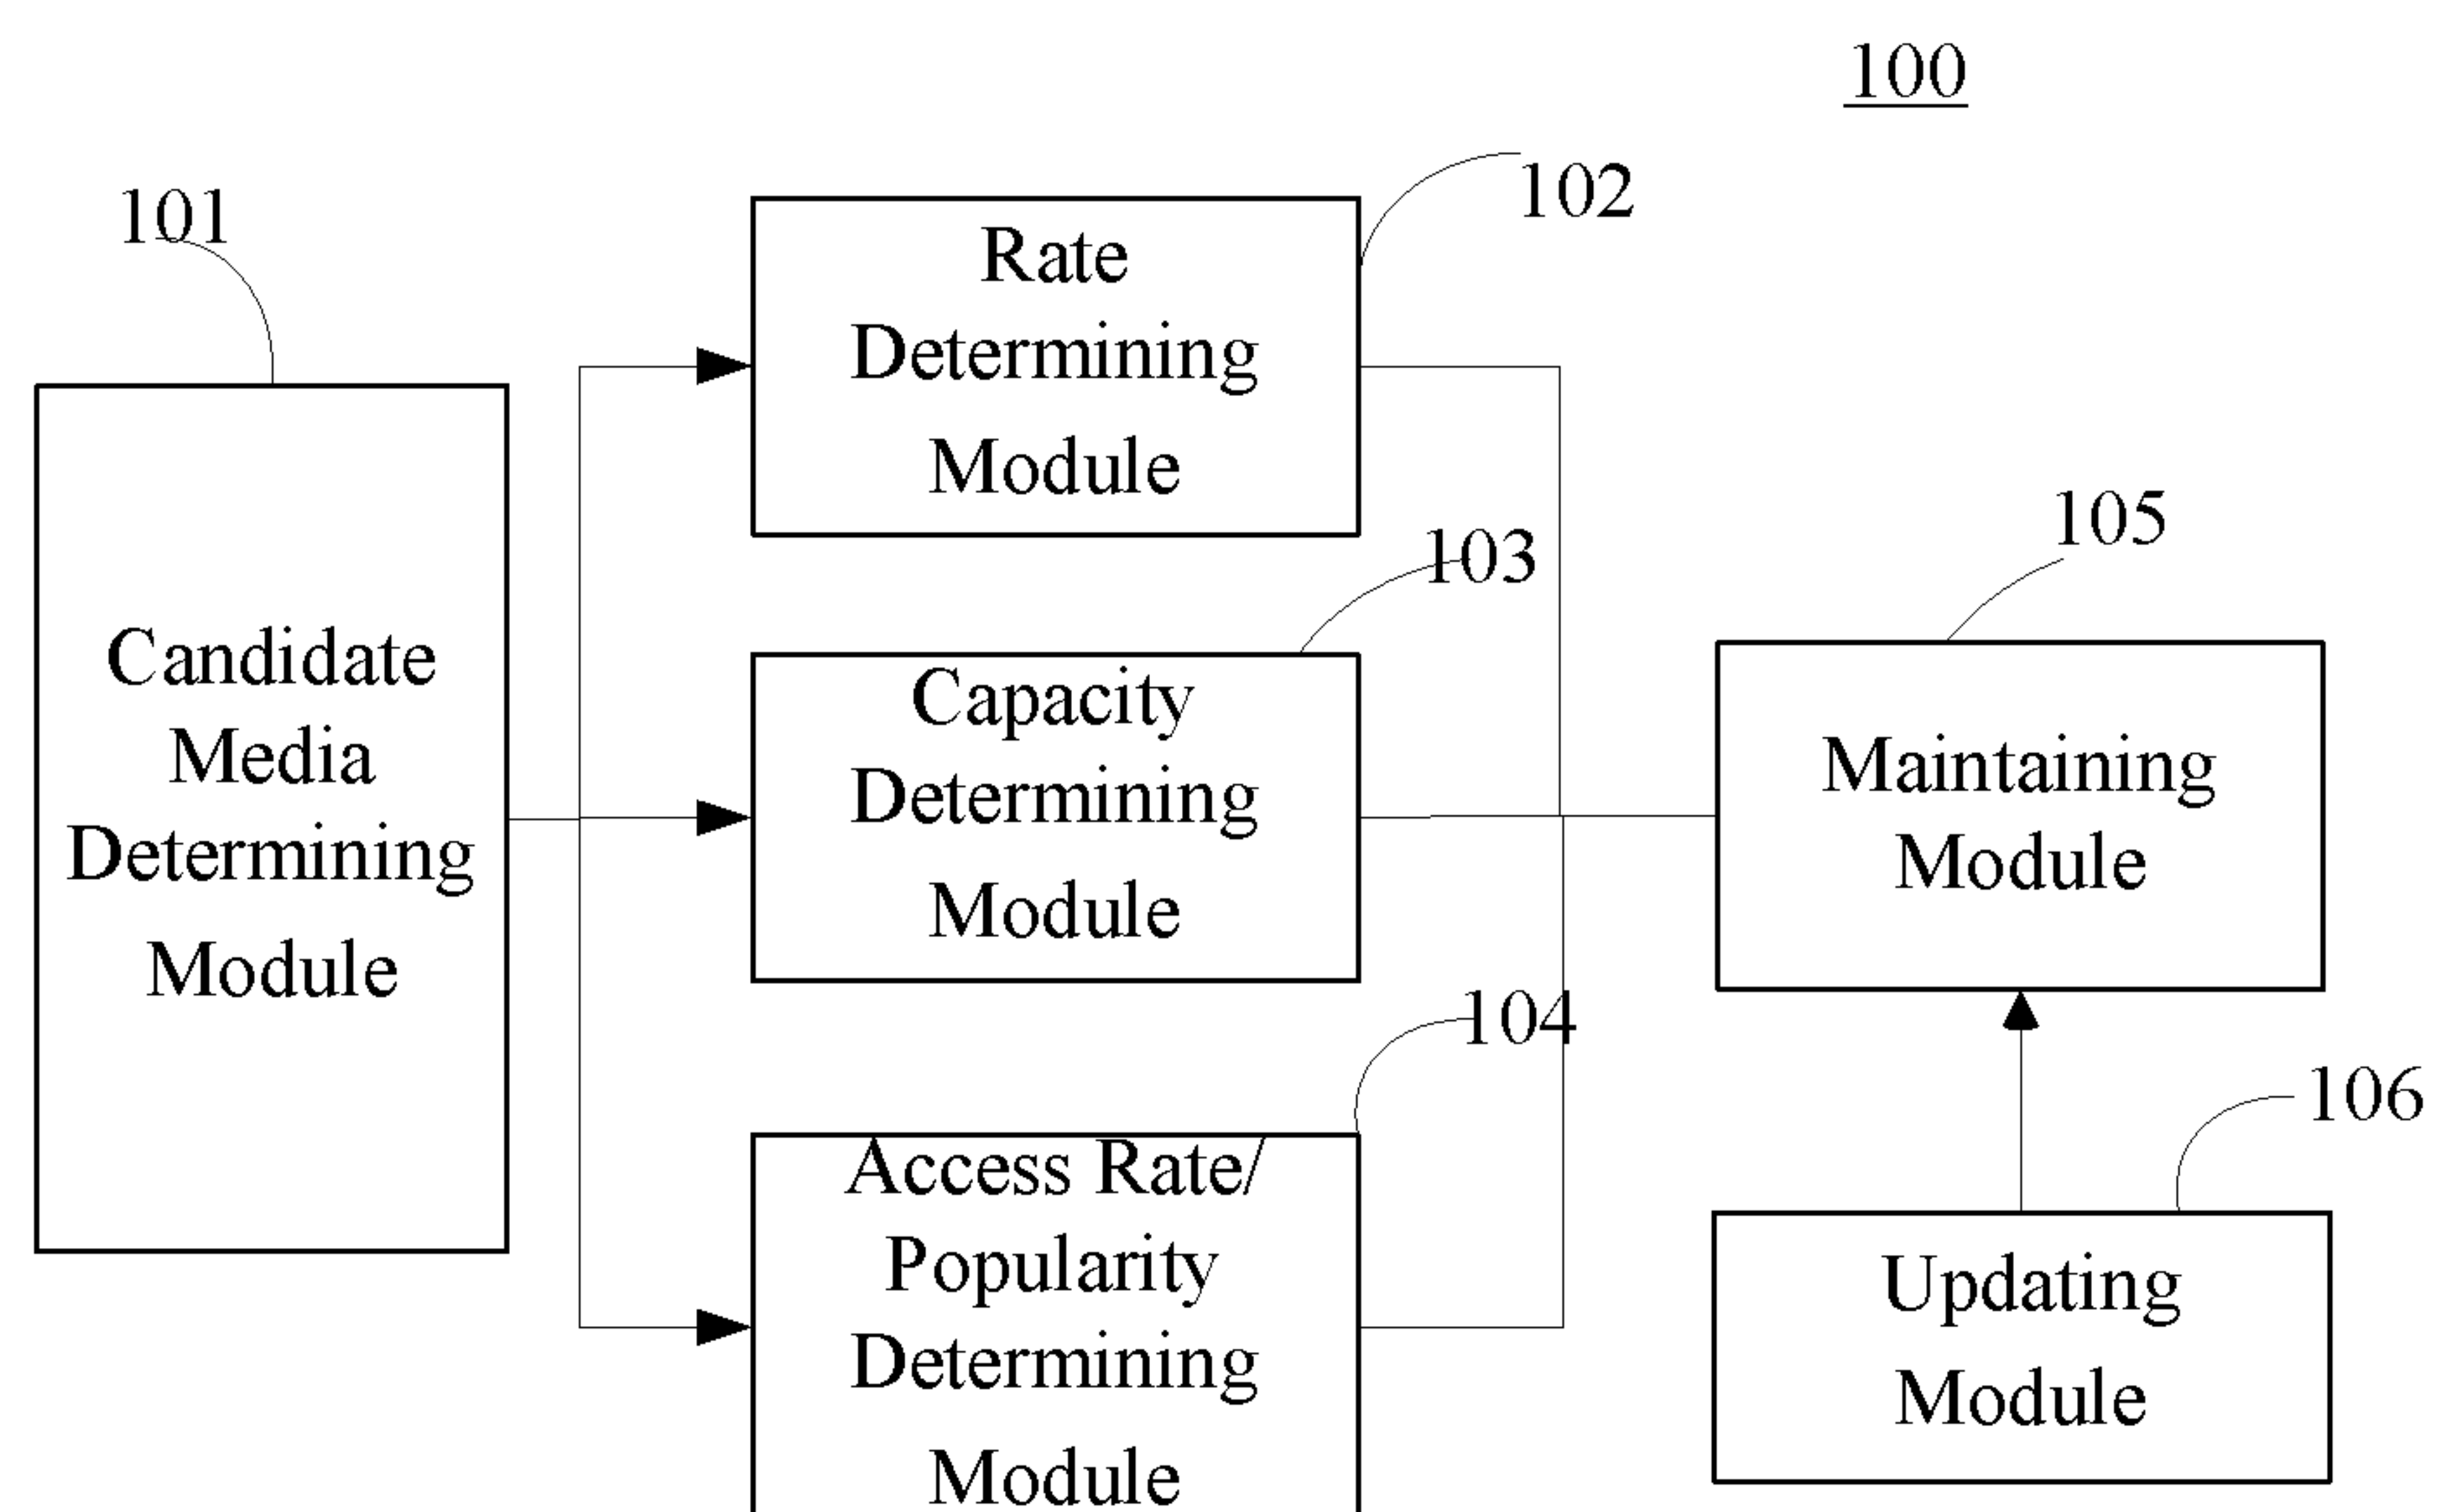 100
101
102
Rate
Determining
Module
103
105
Candidate
Media
Determining
Module
Capacity
Determining
Module
Maintaining
Module
104
106
Access Rate/
Popularity
Determining
Module
Updating
Module